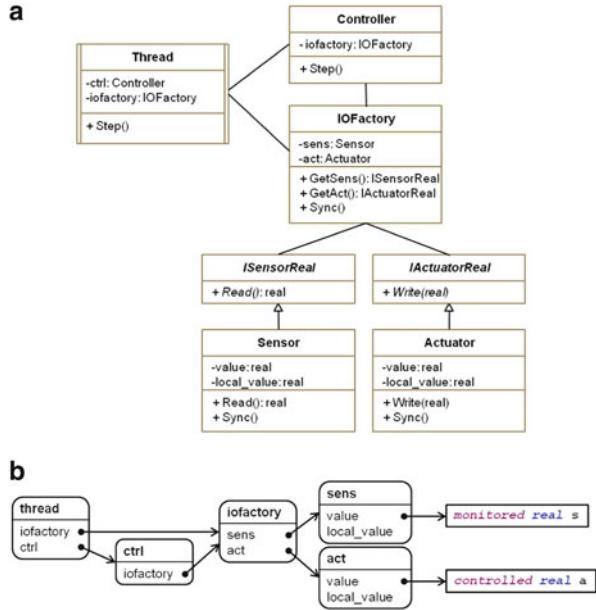 a
Controller
- iofactory: IOFactory
+ Step()
Thread
-ctrl: Controller
-iofactory: IOFactory
+ Step()
IOFactory
-sens: Sensor
-act: Actuator
+ GetSens(): ISensorReal
+ GetAct(): IActuatorReal
+ Sync()
ISensorReal
+ Read(): real
IActuatorReal
+ Write(real)
Sensor
-value: real
-local_value: real
+ Read(): real
+Sync()
Actuator
-value: real
-local_value: real
+ Write(real)
+ Sync()
b
thread
iofactory
ctrl
ctrl
iofactory
iofactory
sens
act
sens
value
local_value
act
value
local_value
monitored real s
controlled real a